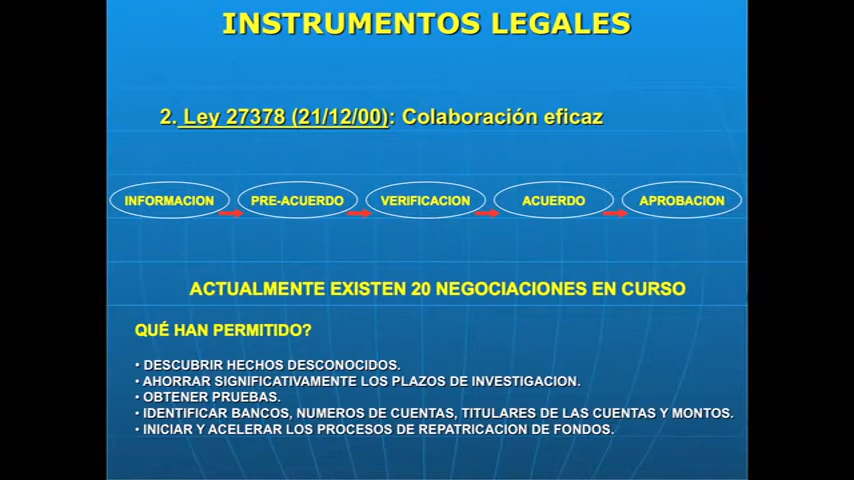 INSTRUMENTOS LEGALES
2. Ley 27378 (21/12/00): Colaboración eficaz
INFORMACION PRE-ACUERDO VERIFICACION ACUERDO APROBACION
ACTUALMENTE EXISTEN 20 NEGOCIACIONES EN CURSO
QUÉ HAN PERMITIDO?
• DESCUBRIR HECHOS DESCONOCIDOS.
• AHORRAR SIGNIFICATIVAMENTE LOS PLAZOS DE INVESTIGACION.
• OBTENER PRUEBAS.
• IDENTIFICAR BANCOS, NUMEROS DE CUENTAS, TITULARES DE LAS CUENTAS Y MONTOS.
• INICIAR Y ACELERAR LOS PROCESOS DE REPATRICACION DE FONDOS.